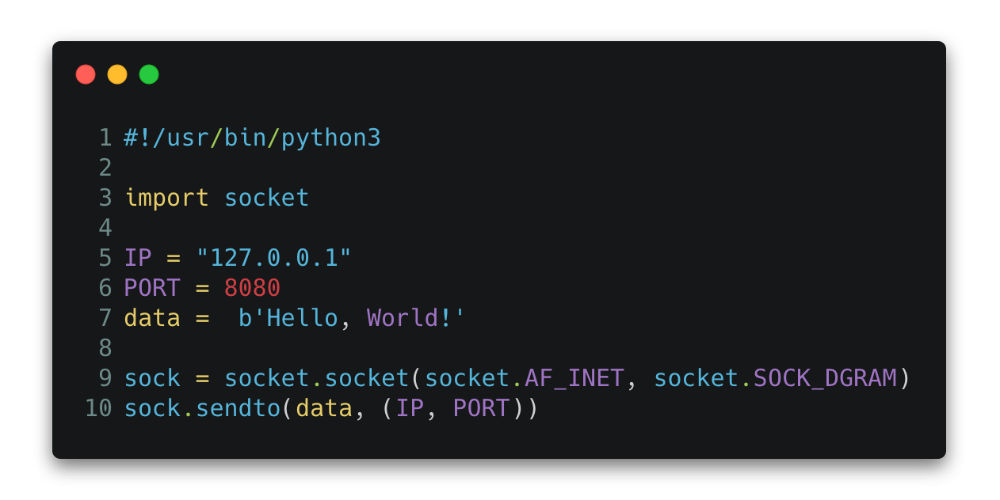 1 #!/usr/bin/python3
2
3 import socket
4
5 IP = "127.0.0.1"
6 PORT = 8080
7 data =  b'Hello, World!'
8
9 sock = socket.socket(socket.AF_INET, socket.SOCK_DGRAM)
10 sock.sendto(data, (IP, PORT))